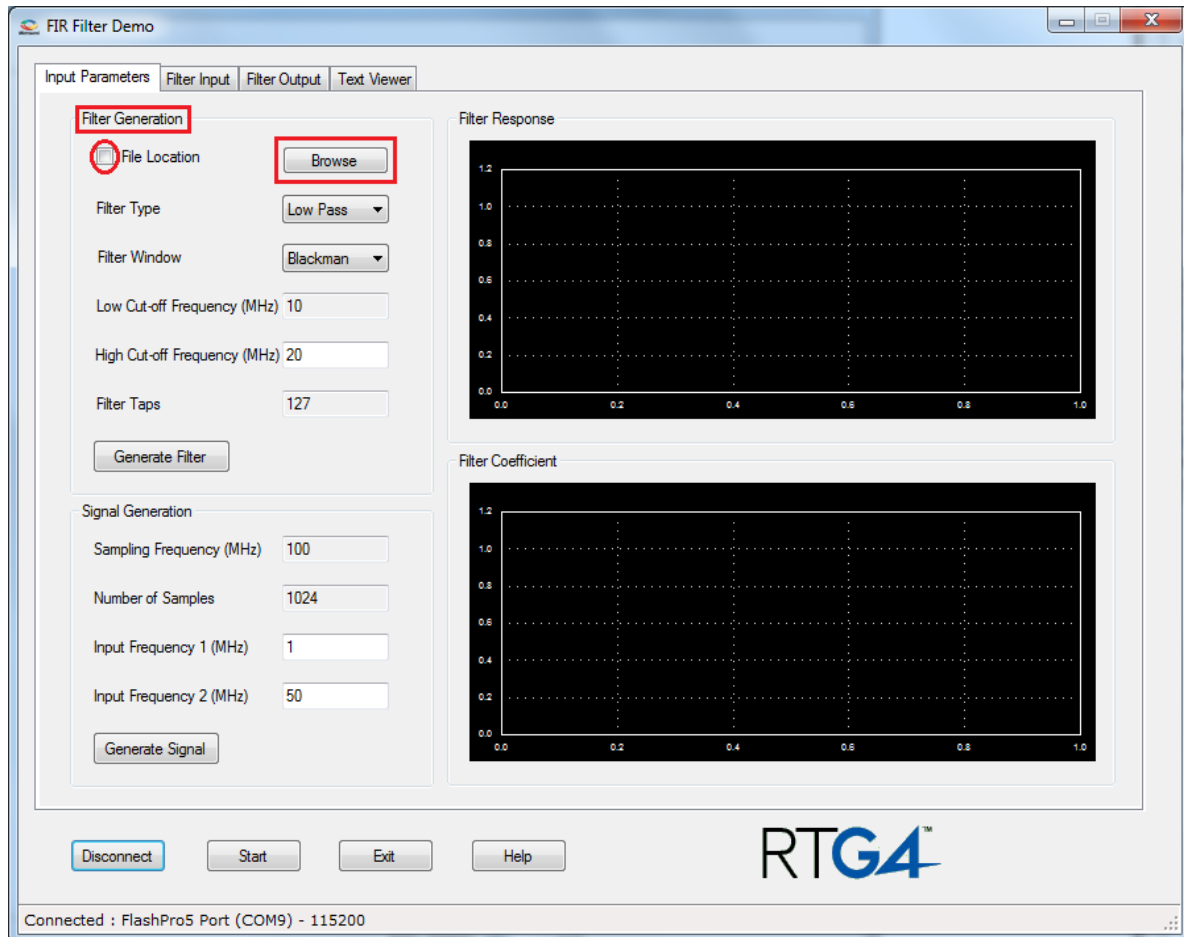 FIR Filter Demo
Input Parameters Filter Input Filter Output Text Viewer
Filter Generation
File Location Browse
Filter Type Low Pass
Filter Window Blackman
Low Cut-off Frequency (MHz) 10
High Cut-off Frequency (MHz) 20
Filter Taps 127
Generate Filter
Signal Generation
Sampling Frequency (MHz) 100
Number of Samples 1024
Input Frequency 1 (MHz) 1
Input Frequency 2 (MHz) 50
Generate Signal
Filter Response
1.2
1.0
0.8
0.6
0.4
0.2
0.0
0.0 0.2 0.4 0.6 0.8 1.0
Filter Coefficient
1.2
1.0
0.8
0.6
0.4
0.2
0.0
0.0 0.2 0.4 0.6 0.8 1.0
Disconnect Start Exit Help
RTG4™
Connected : FlashPro5 Port (COM9) - 115200